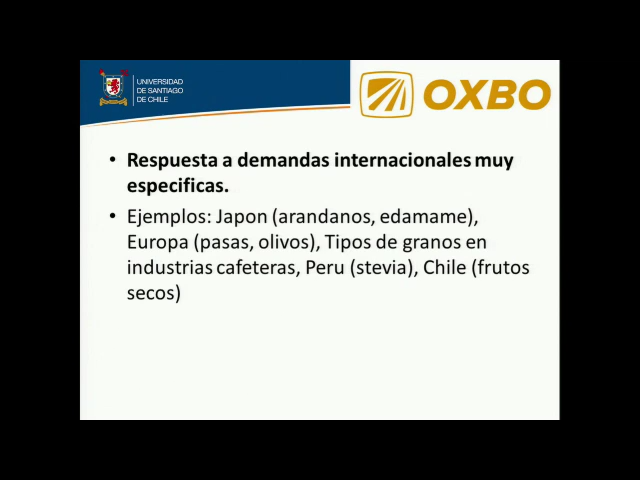 UNIVERSIDAD
DE SANTIAGO
DE CHILE
OXBO
• Respuesta a demandas internacionales muy
especificas.
• Ejemplos: Japon (arandanos, edamame),
Europa (pasas, olivos), Tipos de granos en
industrias cafeteras, Peru (stevia), Chile (frutos
secos)